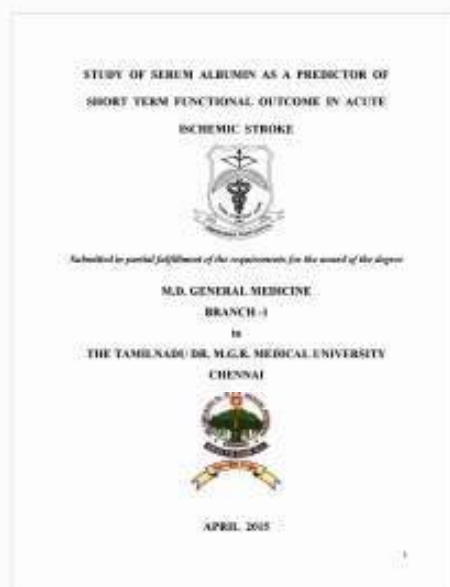 STUDY OF SERUM ALBUMIN AS A PREDICTOR OF
SHORT TERM FUNCTIONAL OUTCOME IN ACUTE
ISCHEMIC STROKE
Submitted in partial fulfillment of the requirements for the award of the degree
M.D. GENERAL MEDICINE
BRANCH -I
to
THE TAMILNADU DR. M.G.R. MEDICAL UNIVERSITY
CHENNAI
APRIL 2015
1